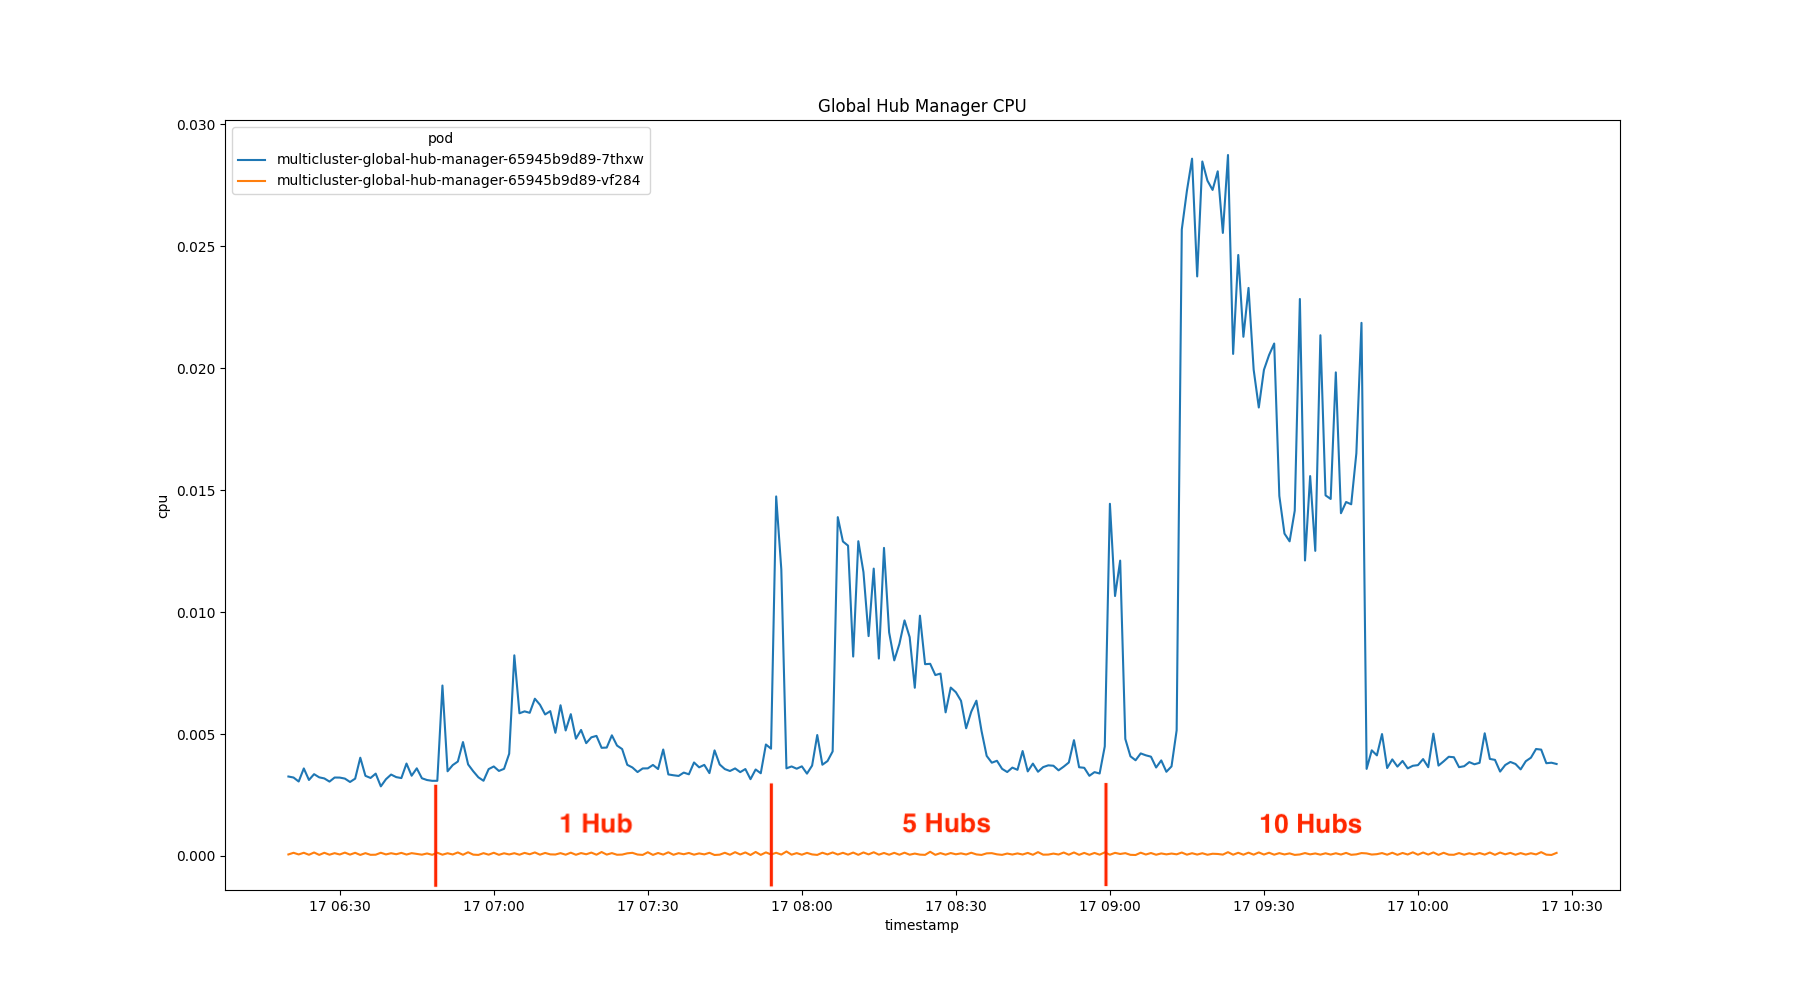 Global Hub Manager CPU
pod
multicluster-global-hub-manager-65945b9d89-7thxw
multicluster-global-hub-manager-65945b9d89-vf284
0.030
0.025
0.020
0.015
0.010
0.005
0.000
cpu
1 Hub
5 Hubs
10 Hubs
17 06:30
17 07:00
17 07:30
17 08:00
17 08:30
17 09:00
17 09:30
17 10:00
17 10:30
timestamp